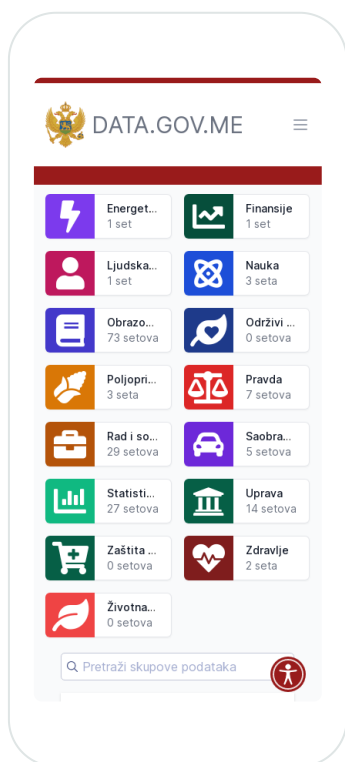 DATA.GOV.ME
Energet...
1 set
Finansije
1 set
Ljudska...
1 set
Nauka
3 seta
Obrazo...
73 setova
Održivi ...
0 setova
Poljopri...
3 seta
Pravda
7 setova
Rad i so...
29 setova
Saobra...
5 setova
Statisti...
27 setova
Uprava
14 setova
Zaštita ...
0 setova
Zdravlje
2 seta
Životna...
0 setova
Pretraži skupove podataka